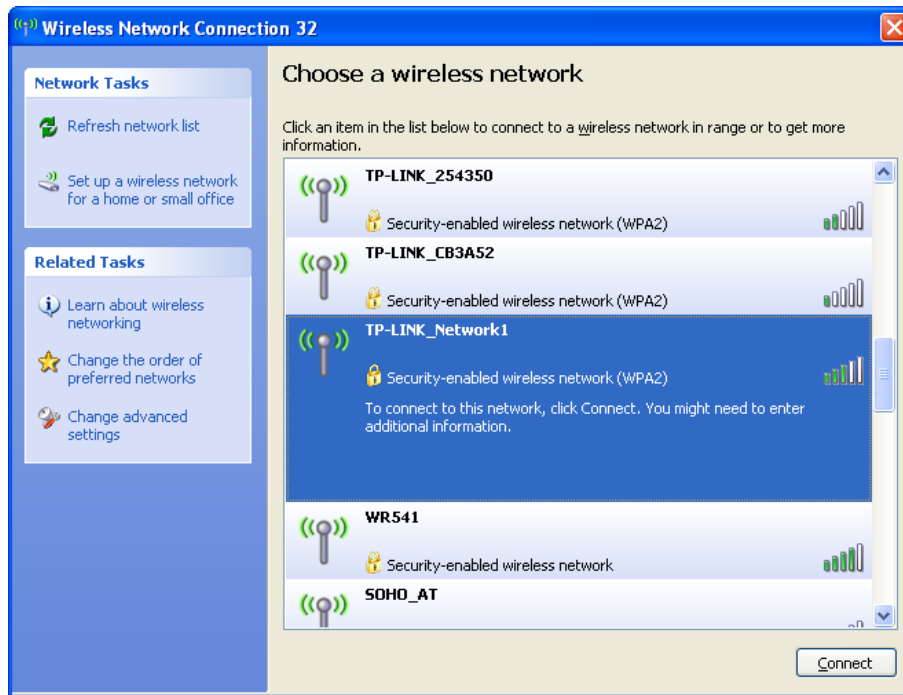 Wireless Network Connection 32
Network Tasks
Refresh network list
Set up a wireless network
for a home or small office
Related Tasks
Learn about wireless
networking
Change the order of
preferred networks
Change advanced
settings
Choose a wireless network
Click an item in the list below to connect to a wireless network in range or to get more
information.
TP-LINK_254350
Security-enabled wireless network (WPA2)
TP-LINK_CB3A52
Security-enabled wireless network (WPA2)
TP-LINK_Network1
Security-enabled wireless network (WPA2)
To connect to this network, click Connect. You might need to enter
additional information.
WR541
Security-enabled wireless network
SOHO_AT
Connect